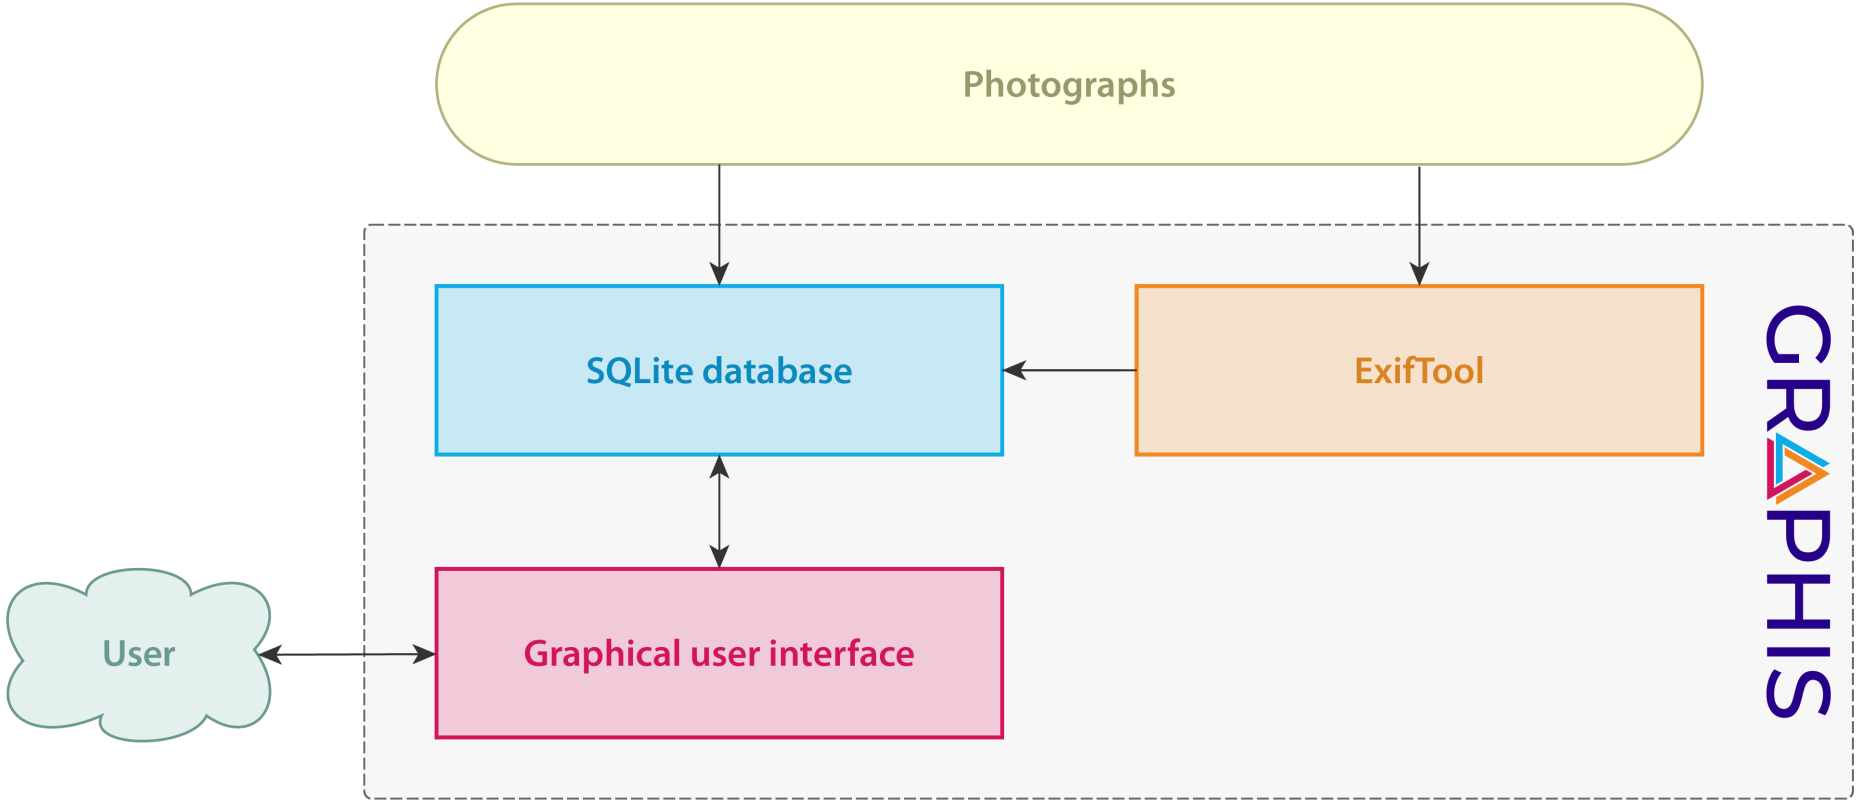 Photographs
SQLite database
ExifTool
GRAPHIS
User
Graphical user interface